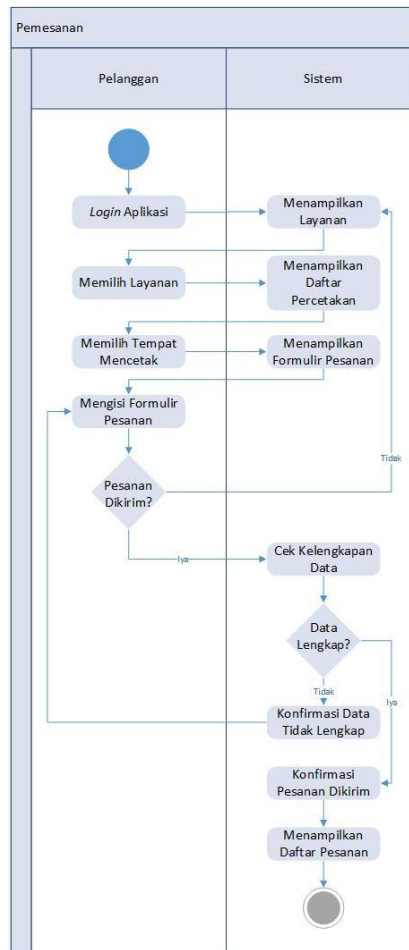 Pemesanan
Pelanggan
Sistem
Login Aplikasi
Menampilkan
Layanan
Memilih Layanan
Menampilkan
Daftar
Percetakan
Memilih Tempat
Mencetak
Menampilkan
Formulir Pesanan
Mengisi Formulir
Pesanan
Tidak
Pesanan
Dikirim?
Iya
Cek Kelengkapan
Data
Data
Lengkap?
Tidak
Iya
Konfirmasi Data
Tidak Lengkap
Konfirmasi
Pesanan Dikirim
Menampilkan
Daftar Pesanan